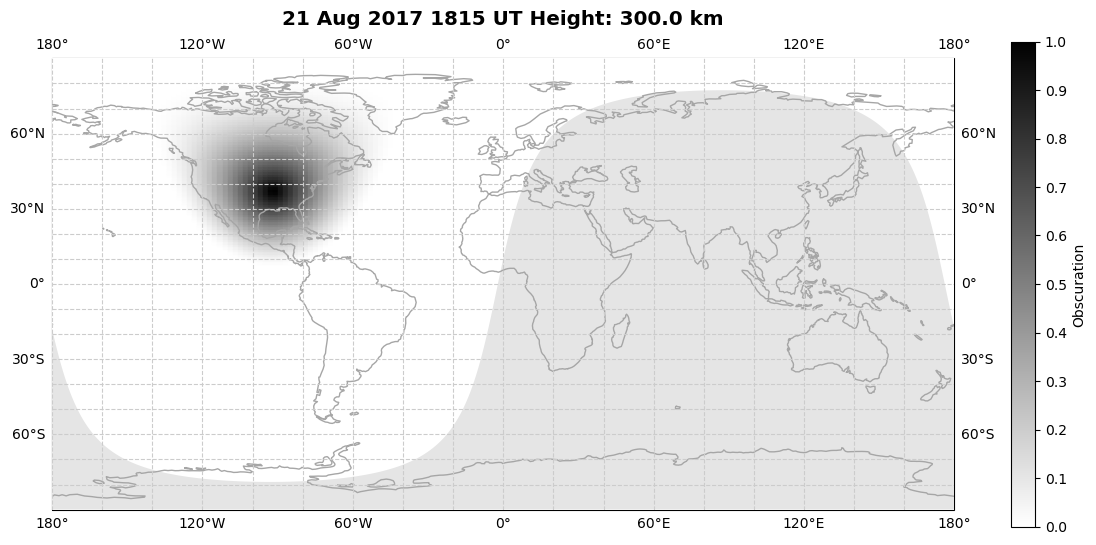 21 Aug 2017 1815 UT Height: 300.0 km
180° 120°W 60°W 0° 60°E 120°E 180°
60°N 60°N
30°N 30°N
0° 0°
30°S 30°S
60°S 60°S
180° 120°W 60°W 0° 60°E 120°E 180°
1.0
0.9
0.8
0.7
0.6
0.5
0.4
0.3
0.2
0.1
0.0
Obscuration